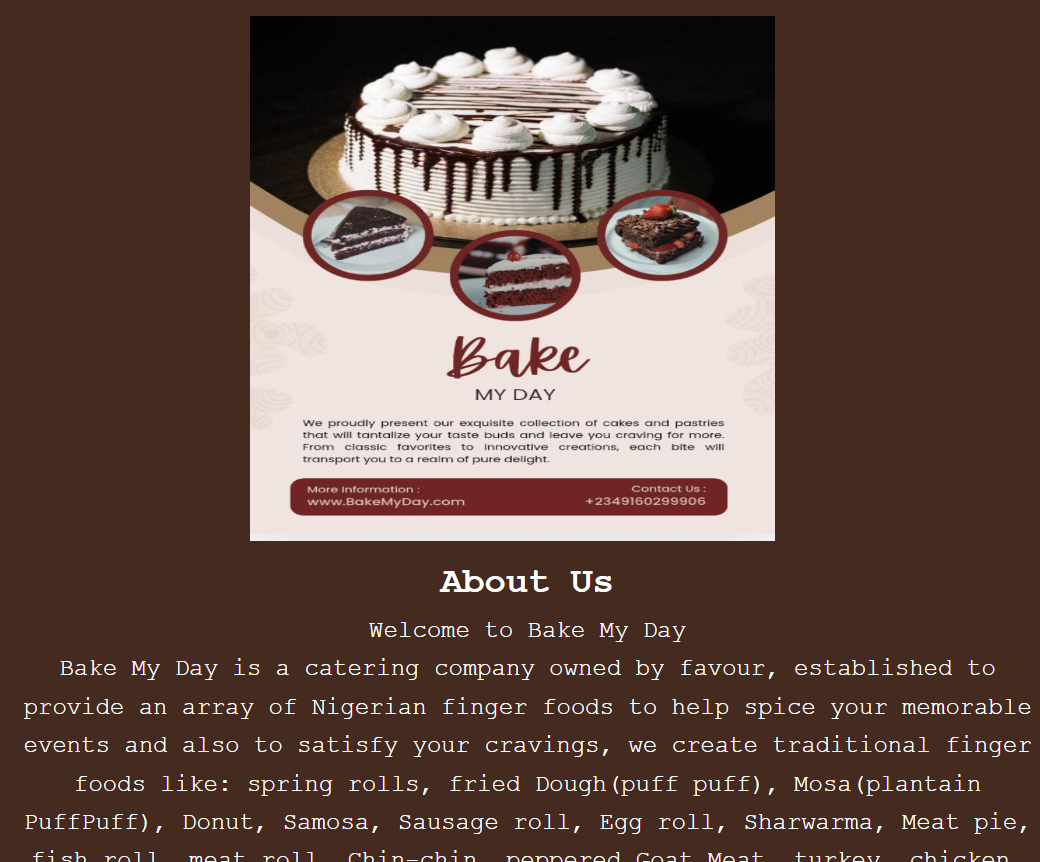 Bake
MY DAY
We proudly present our exquisite collection of cakes and pastries
that will tantalize your taste buds and leave you craving for more.
From classic favorites to innovative creations, each bite will
transport you to a realm of pure delight.
More Information :
www.BakeMyDay.com
Contact Us :
+2349160299906
About Us
Welcome to Bake My Day
Bake My Day is a catering company owned by favour, established to
provide an array of Nigerian finger foods to help spice your memorable
events and also to satisfy your cravings, we create traditional finger
foods like: spring rolls, fried Dough(puff puff), Mosa(plantain
PuffPuff), Donut, Samosa, Sausage roll, Egg roll, Sharwarma, Meat pie,
fish roll, meat roll, Chin-chin, peppered Goat Meat, turkey, chicken